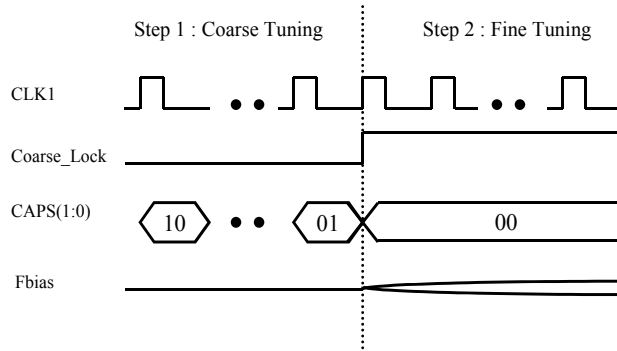 Step 1 : Coarse Tuning Step 2 : Fine Tuning
CLK1
Coarse_Lock
CAPS(1:0) 10 01 00
Fbias